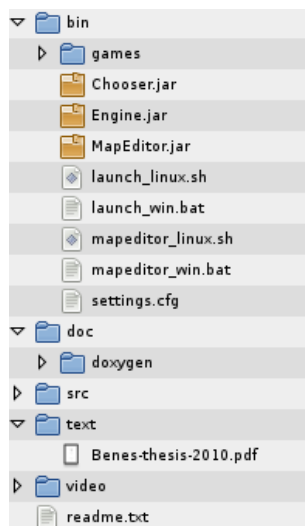 bin
games
Chooser.jar
Engine.jar
MapEditor.jar
launch_linux.sh
launch_win.bat
mapeditor_linux.sh
mapeditor_win.bat
settings.cfg
doc
doxygen
src
text
Benes-thesis-2010.pdf
video
readme.txt